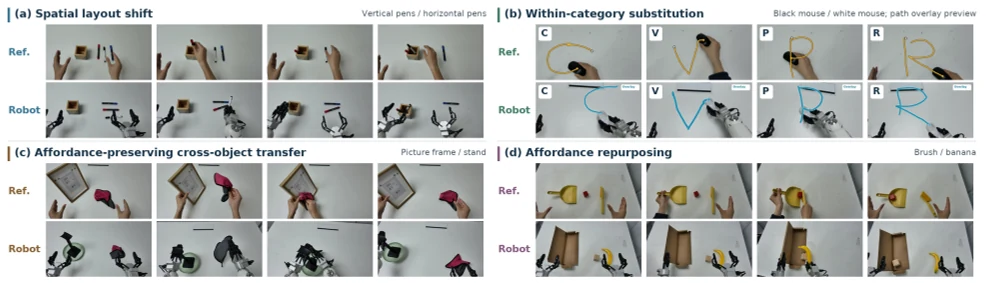 (a) Spatial layout shift
Vertical pens / horizontal pens
Ref.
Robot
(b) Within-category substitution
Black mouse / white mouse; path overlay preview
Ref.
C
V
P
R
Robot
C
V
P
R
(c) Affordance-preserving cross-object transfer
Picture frame / stand
Ref.
Robot
(d) Affordance repurposing
Brush / banana
Ref.
Robot